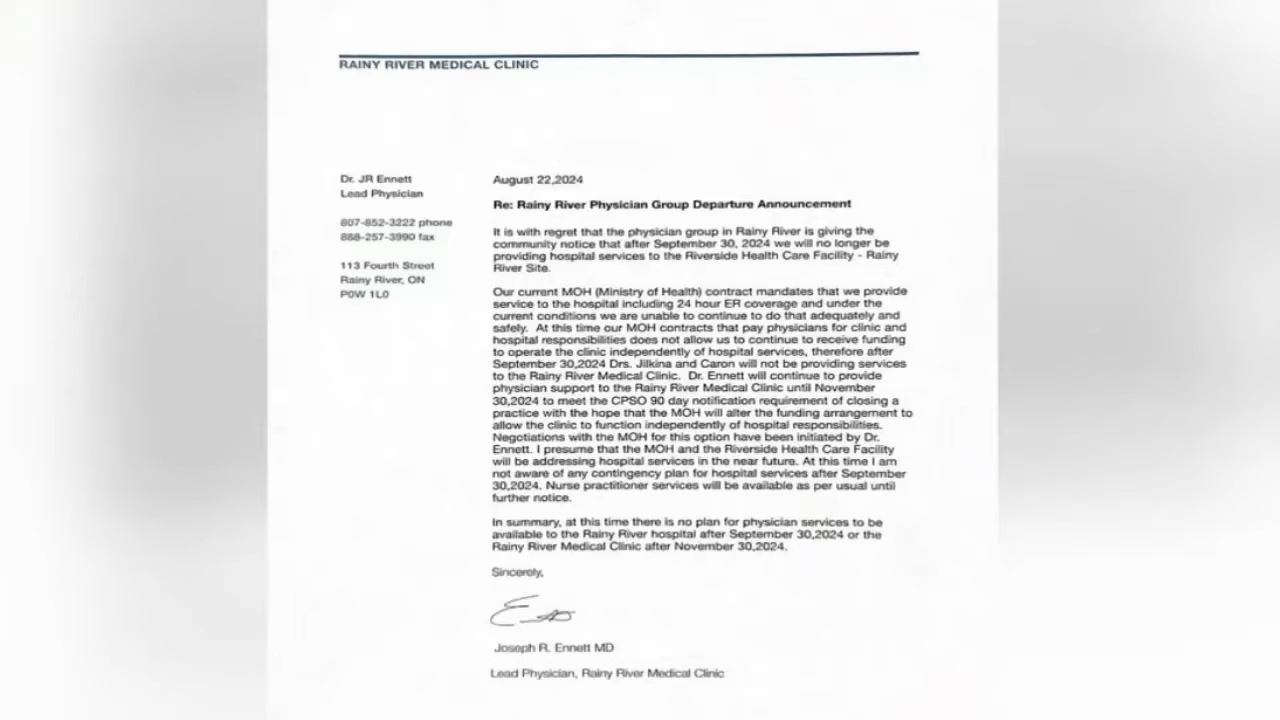 RAINY RIVER MEDICAL CLINIC
Dr. JR Ennett
Lead Physician
807-852-3222 phone
888-257-3990 fax
113 Fourth Street
Rainy River, ON
P0W 1L0
August 22,2024
Re: Rainy River Physician Group Departure Announcement
It is with regret that the physician group in Rainy River is giving the
community notice that after September 30, 2024 we will no longer be
providing hospital services to the Riverside Health Care Facility - Rainy
River Site.
Our current MOH (Ministry of Health) contract mandates that we provide
service to the hospital including 24 hour ER coverage and under the
current conditions we are unable to continue to do that adequately and
safely. At this time our MOH contracts that pay physicians for clinic and
hospital responsibilities does not allow us to continue to receive funding
to operate the clinic independently of hospital services, therefore after
September 30,2024 Drs. Jilkina and Caron will not be providing services
to the Rainy River Medical Clinic. Dr. Ennett will continue to provide
physician support to the Rainy River Medical Clinic until November
30,2024 to meet the CPSO 90 day notification requirement of closing a
practice with the hope that the MOH will alter the funding arrangement to
allow the clinic to function independently of hospital responsibilities.
Negotiations with the MOH for this option have been initiated by Dr.
Ennett. I presume that the MOH and the Riverside Health Care Facility
will be addressing hospital services in the near future. At this time I am
not aware of any contingency plan for hospital services after September
30,2024. Nurse practitioner services will be available as per usual until
further notice.
In summary, at this time there is no plan for physician services to be
available to the Rainy River hospital after September 30,2024 or the
Rainy River Medical Clinic after November 30,2024.
Sincerely,
Joseph R. Ennett MD
Lead Physician, Rainy River Medical Clinic